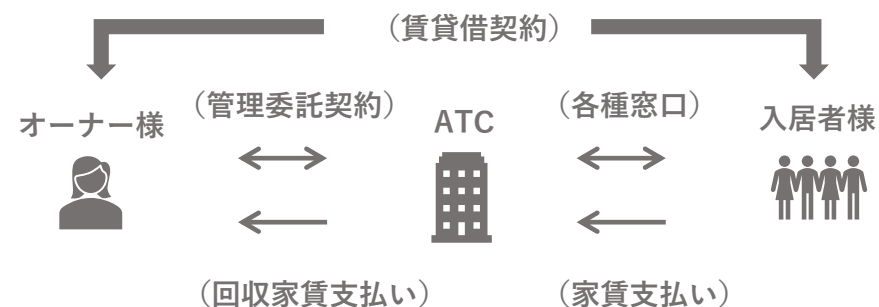 （賃貸借契約）
オーナー様
（管理委託契約）
ATC
（各種窓口）
入居者様
（回収家賃支払い）
（家賃支払い）